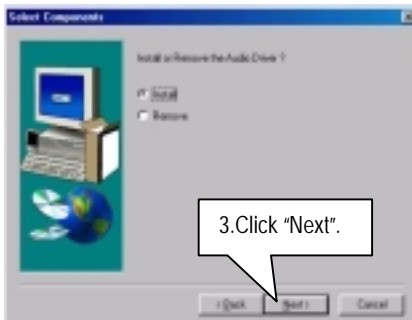 Select Components
Install or Remove the Audio Driver ?
Install
Remove
3.Click “Next”.
< Back Next > Cancel